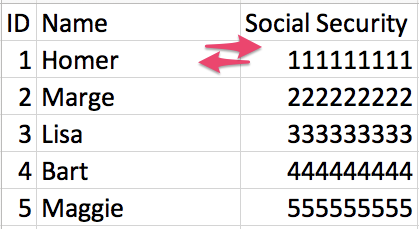 ID Name Social Security
1 Homer 111111111
2 Marge 222222222
3 Lisa 333333333
4 Bart 444444444
5 Maggie 555555555